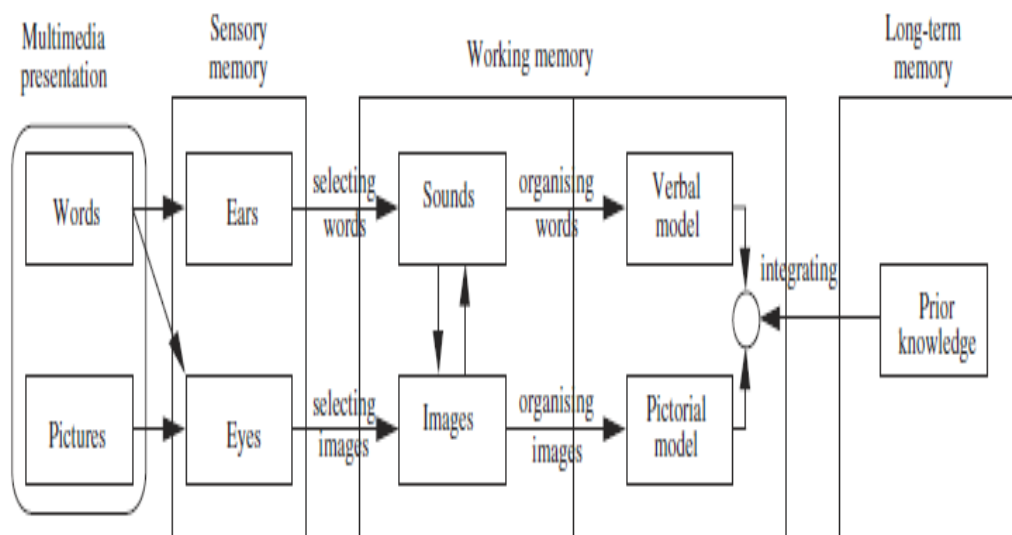 Multimedia
presentation
Sensory
memory
Working memory
Long-term
memory
Words
Ears
selecting
words
Sounds
organising
words
Verbal
model
integrating
Prior
knowledge
Pictures
Eyes
selecting
images
Images
organising
images
Pictorial
model